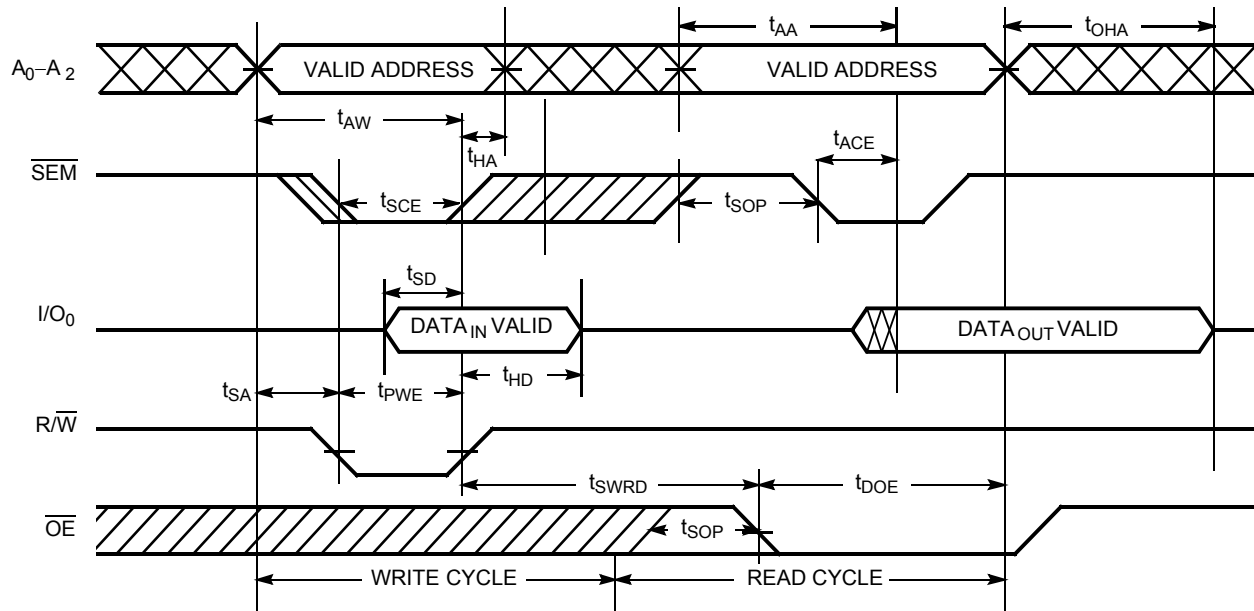 tAA
tOHA
A0–A2
VALID ADDRESS
VALID ADDRESS
tAW
tHA
tACE
SEM
tSCE
tSOP
tSD
I/O0
DATAIN VALID
DATAOUT VALID
tSA
tPWE
tHD
R/W
tSWRD
tDOE
OE
tSOP
WRITE CYCLE
READ CYCLE